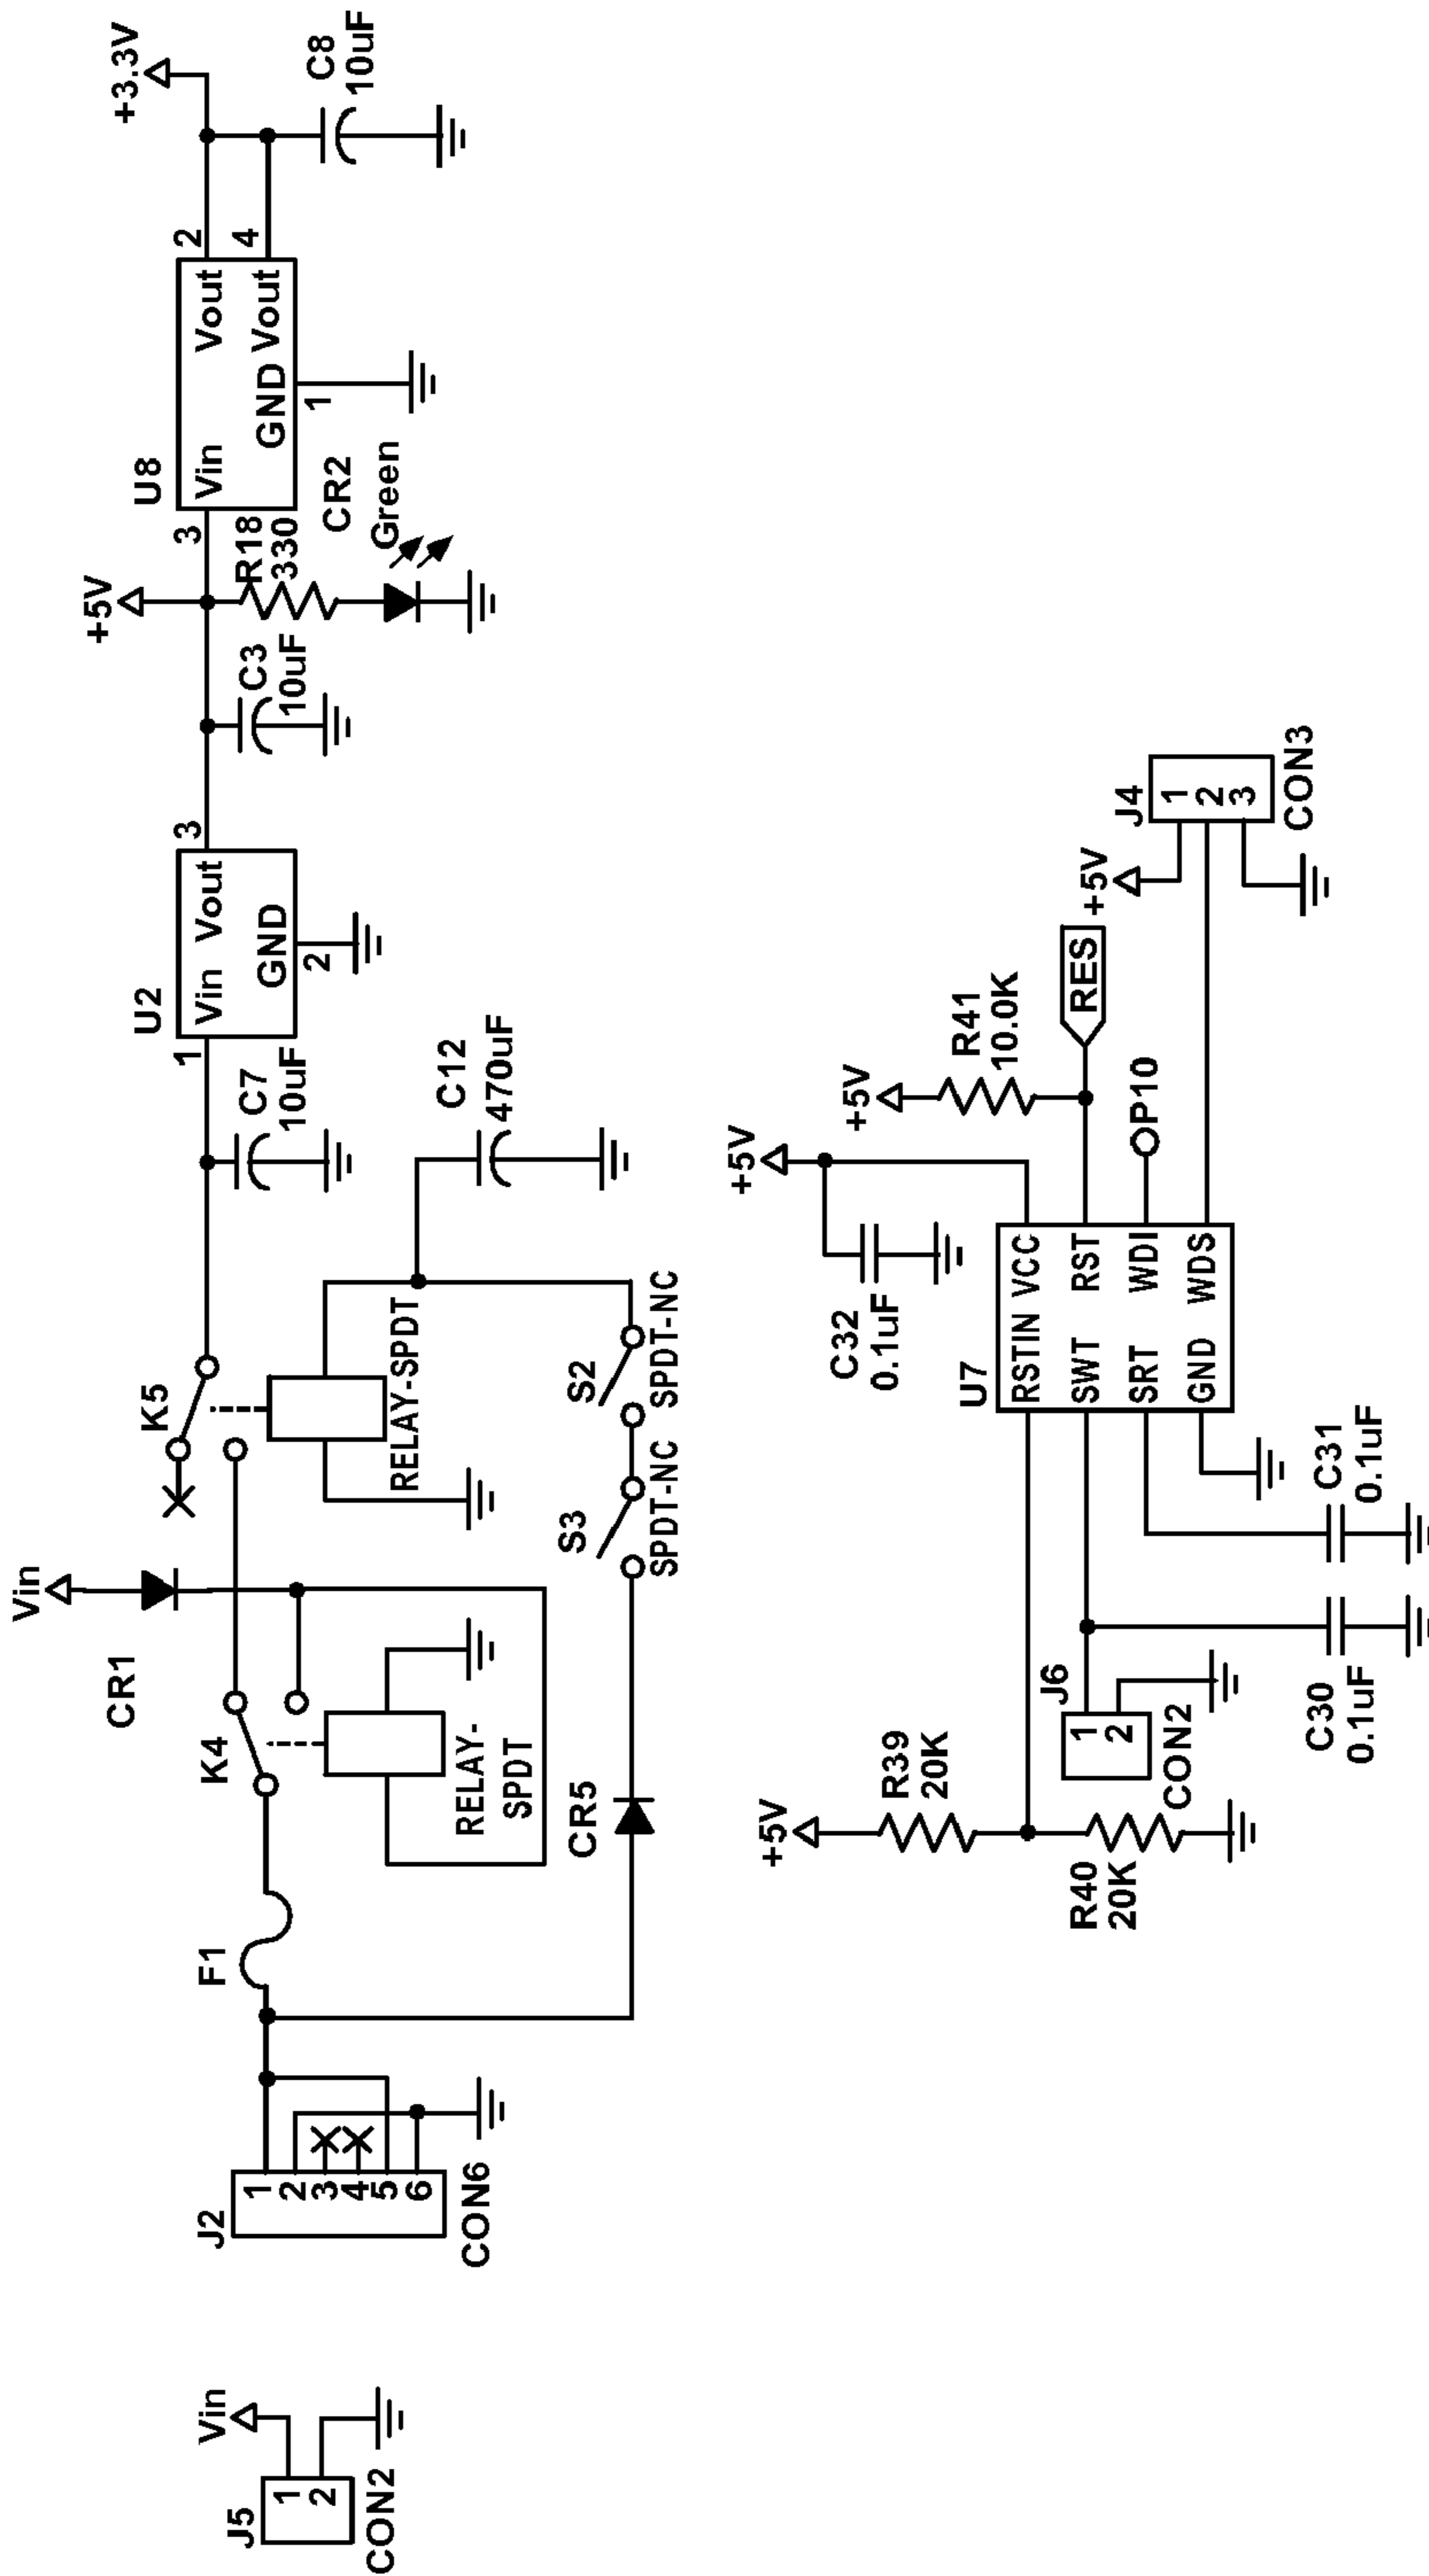 J5
1
2
CON2
Vin
J2
1
2
3
4
5
6
CON6
F1
K4
RELAY-
SPDT
CR1
Vin
K5
RELAY-SPDT
CR5
S3
SPDT-NC
S2
SPDT-NC
C12
470uF
C7
10uF
1
U2
Vin Vout
GND
2
3
C3
10uF
+5V
R18
330
CR2
Green
3
U8
Vin Vout
Vout
GND
1
2
4
+3.3V
C8
10uF
+5V
R39
20K
R40
20K
J6
1
2
CON2
C30
0.1uF
C31
0.1uF
U7
RSTIN VCC
SWT RST
SRT WDI
GND WDS
C32
0.1uF
+5V
+5V
R41
10.0K
RES
P10
+5V
J4
1
2
3
CON3